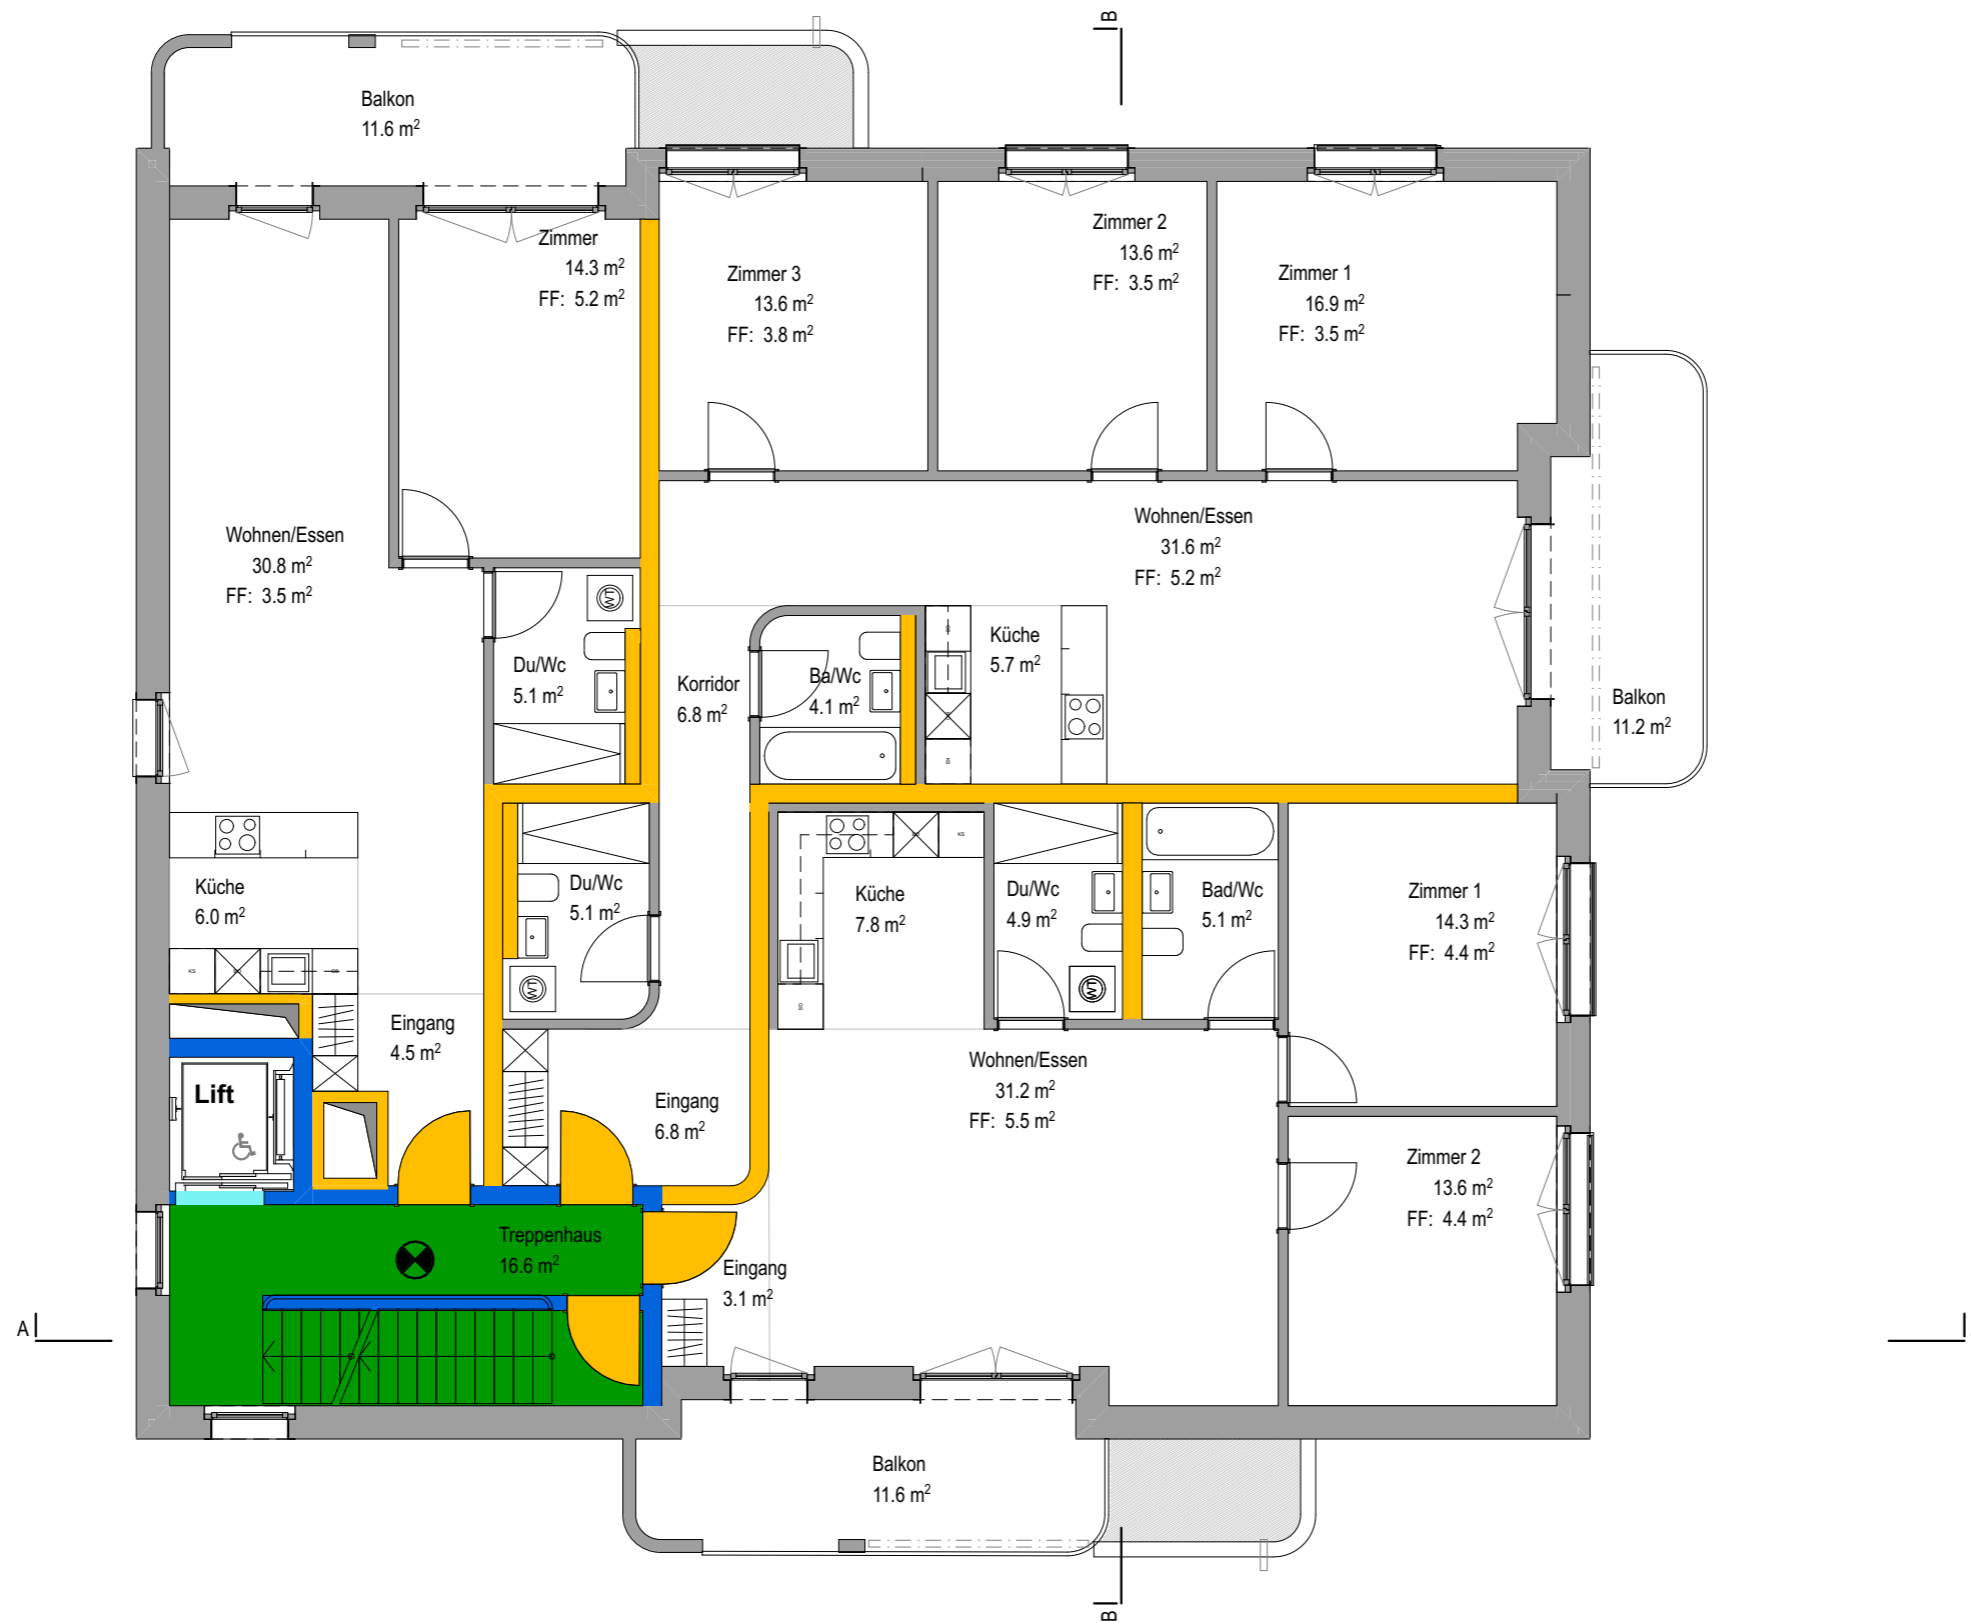 B
Balkon
11.6 m²
Zimmer
14.3 m²
FF: 5.2 m²
Zimmer 3
13.6 m²
FF: 3.8 m²
Zimmer 2
13.6 m²
FF: 3.5 m²
Zimmer 1
16.9 m²
FF: 3.5 m²
Wohnen/Essen
30.8 m²
FF: 3.5 m²
Wohnen/Essen
31.6 m²
FF: 5.2 m²
WT
Du/Wc
5.1 m²
Korridor
6.8 m²
Ba/Wc
4.1 m²
Küche
5.7 m²
Balkon
11.2 m²
Küche
6.0 m²
KS
Du/Wc
5.1 m²
WT
Küche
7.8 m²
KS
Du/Wc
4.9 m²
WT
Bad/Wc
5.1 m²
Zimmer 1
14.3 m²
FF: 4.4 m²
Eingang
4.5 m²
Lift
Eingang
6.8 m²
Wohnen/Essen
31.2 m²
FF: 5.5 m²
Zimmer 2
13.6 m²
FF: 4.4 m²
Treppenhaus
16.6 m²
Eingang
3.1 m²
A
Balkon
11.6 m²
B